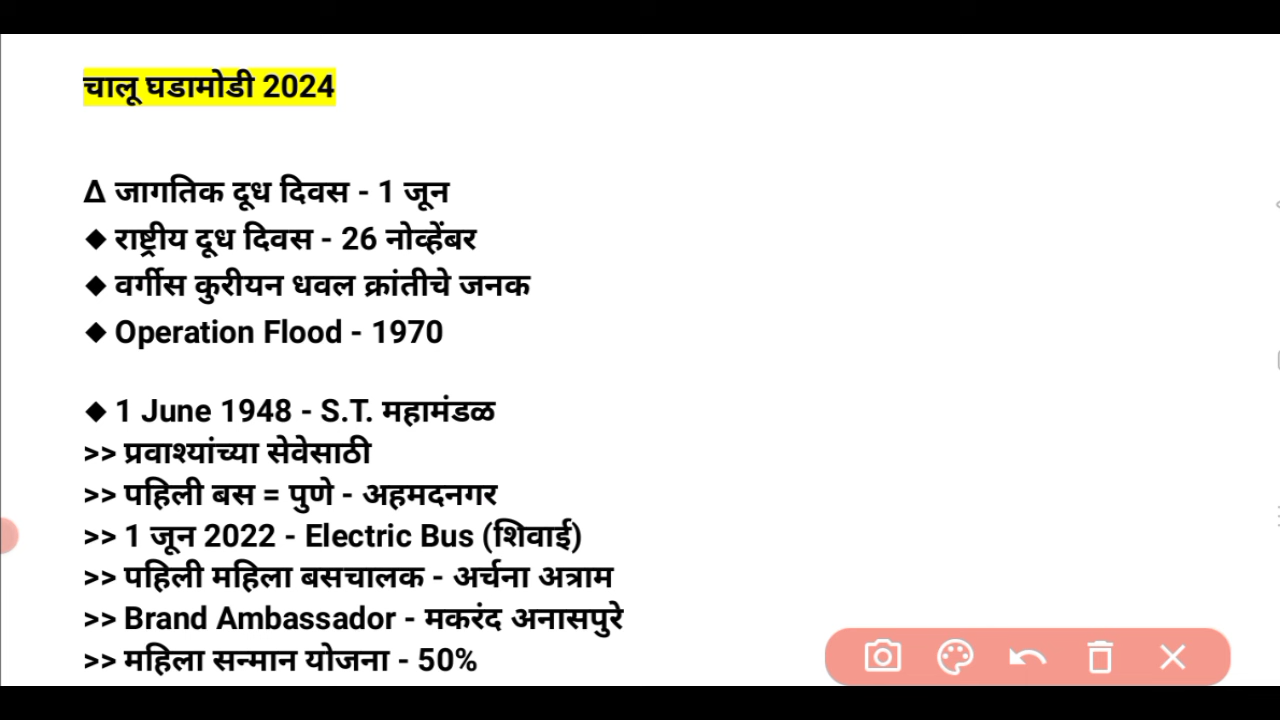 चालू घडामोडी 2024
Δ जागतिक दूध दिवस - 1 जून
◆ राष्ट्रीय दूध दिवस - 26 नोव्हेंबर
◆ वर्गीस कुरीयन धवल क्रांतीचे जनक
◆ Operation Flood - 1970
◆ 1 June 1948 - S.T. महामंडळ
>> प्रवाश्यांच्या सेवेसाठी
>> पहिली बस = पुणे - अहमदनगर
>> 1 जून 2022 - Electric Bus (शिवाई)
>> पहिली महिला बसचालक - अर्चना अत्राम
>> Brand Ambassador - मकरंद अनासपुरे
>> महिला सन्मान योजना - 50%